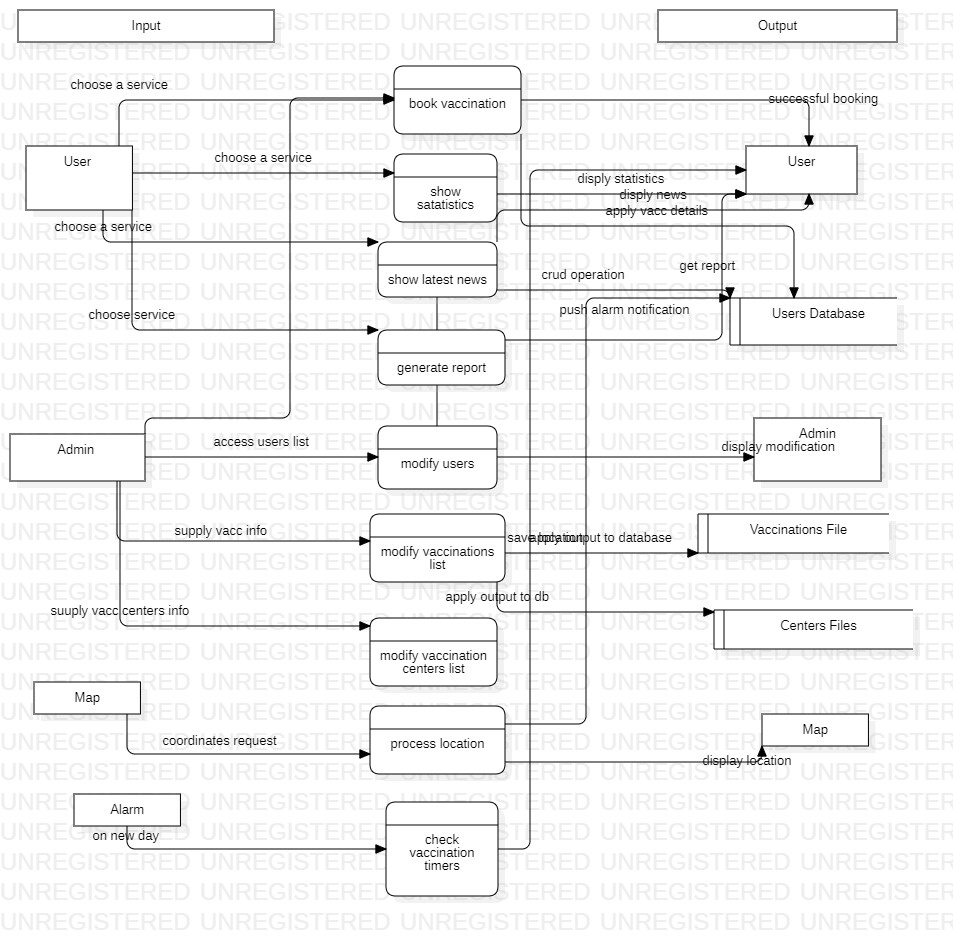 Input
Output
choose a service
book vaccination
successful booking
User
choose a service
show
satatistics
User
disply statistics
disply news
apply vacc details
choose a service
show latest news
crud operation
get report
choose service
push alarm notification
Users Database
generate report
Admin
access users list
modify users
Admin
display modification
supply vacc info
modify vaccinations
list
save location
apply output to database
Vaccinations File
apply output to db
suuply vacc centers info
modify vaccination
centers list
Centers Files
Map
coordinates request
process location
Map
display location
Alarm
on new day
check
vaccination
timers
UNREGISTERED